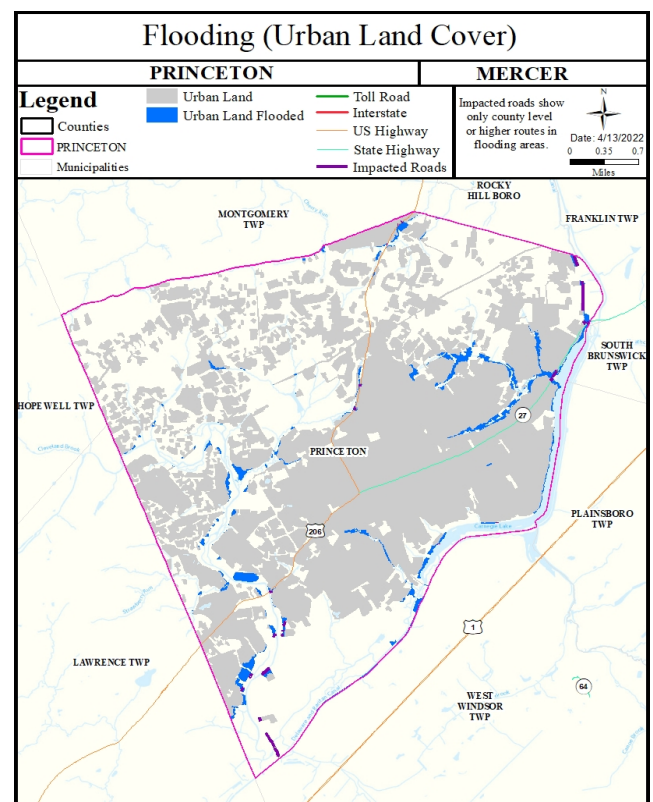 Flooding (Urban Land Cover)
PRINCETON
MERCER
Legend
Counties
PRINCETON
Municipalities
Urban Land
Urban Land Flooded
Toll Road
Interstate
US Highway
State Highway
Impacted Roads
Impacted roads show
only county level
or higher routes in
flooding areas.
N
Date: 4/13/2022
0 0.35 0.7
Miles
ROCKY
HILL BORO
MONTGOMERY
TWP
FRANKLIN TWP
SOUTH
BRUNSWICK
TWP
HOPEWELL TWP
27
PRINCETON
PLAINSBORO
TWP
Carnegie Lake
206
1
LAWRENCE TWP
64
WEST
WINDSOR
TWP